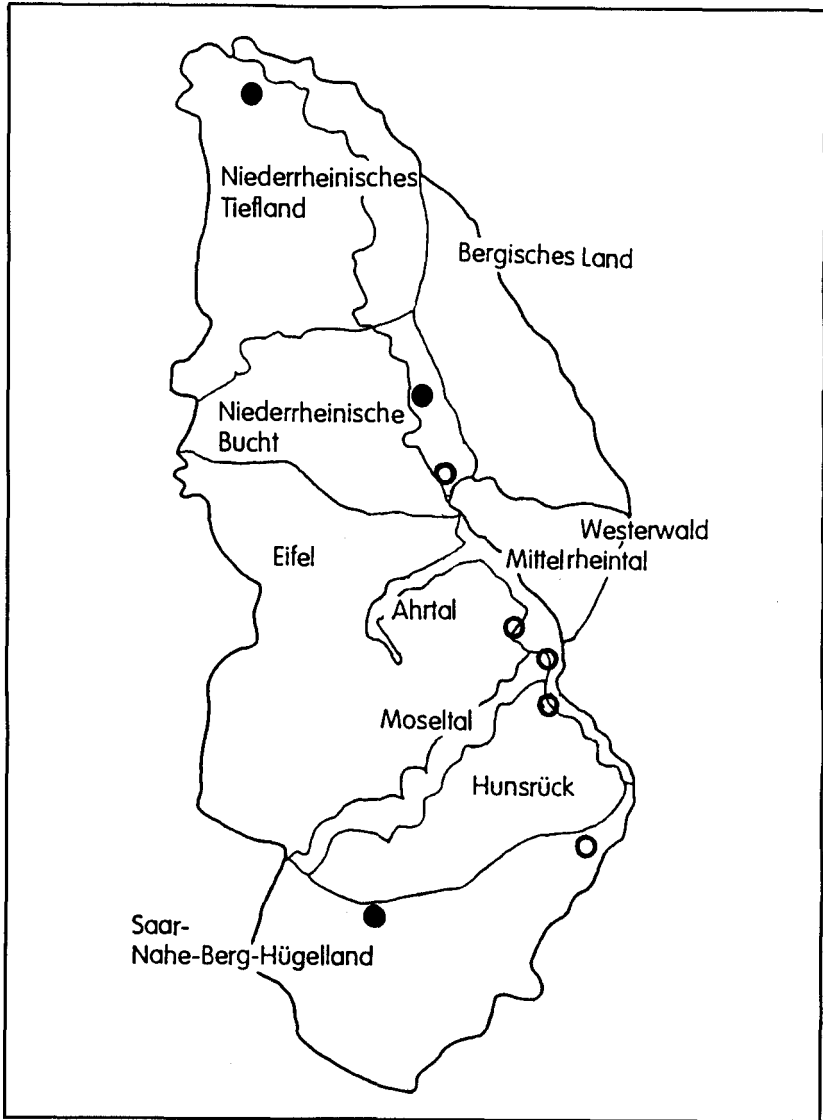 Niederrheinisches
Tiefland
Bergisches Land
Niederrheinische
Bucht
Westerwald
Eifel
Mittelrheintal
Ahrtal
Moseltal
Hunsrück
Saar-
Nahe-Berg-Hügelland